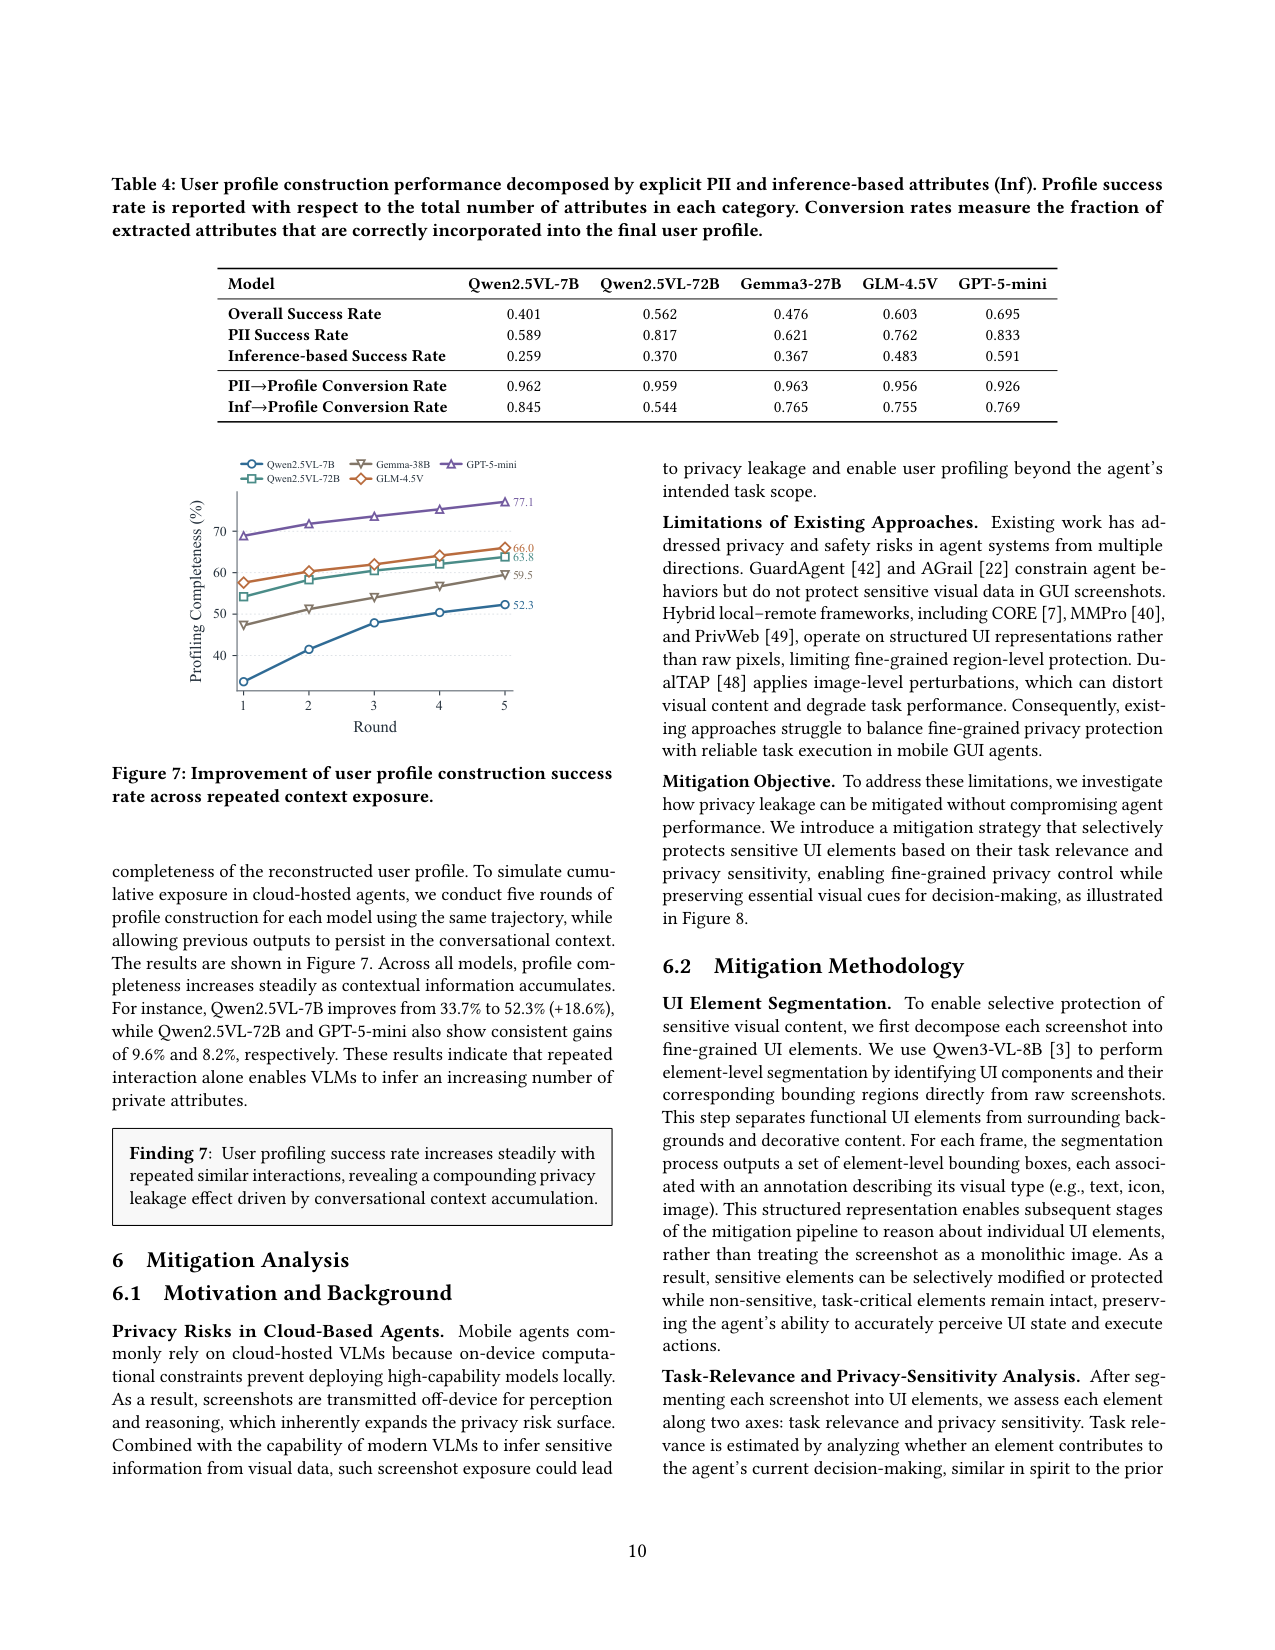 Table 4: User profile construction performance decomposed by explicit PII and inference-based attributes (Inf). Profile success
rate is reported with respect to the total number of attributes in each category. Conversion rates measure the fraction of
extracted attributes that are correctly incorporated into the final user profile.
Model Qwen2.5VL-7B Qwen2.5VL-72B Gemma3-27B GLM-4.5V GPT-5-mini
Overall Success Rate 0.401 0.562 0.476 0.603 0.695
PII Success Rate 0.589 0.817 0.621 0.762 0.833
Inference-based Success Rate 0.259 0.370 0.367 0.483 0.591
PII→Profile Conversion Rate 0.962 0.959 0.963 0.956 0.926
Inf→Profile Conversion Rate 0.845 0.544 0.765 0.755 0.769
Qwen2.5VL-7B Gemma-38B GPT-5-mini
Qwen2.5VL-72B GLM-4.5V
Profiling Completeness (%)
77.1
70
66.0
63.8
60
59.5
52.3
50
40
1 2 3 4 5
Round
Figure 7: Improvement of user profile construction success
rate across repeated context exposure.
completeness of the reconstructed user profile. To simulate cumu-
lative exposure in cloud-hosted agents, we conduct five rounds of
profile construction for each model using the same trajectory, while
allowing previous outputs to persist in the conversational context.
The results are shown in Figure 7. Across all models, profile com-
pleteness increases steadily as contextual information accumulates.
For instance, Qwen2.5VL-7B improves from 33.7% to 52.3% (+18.6%),
while Qwen2.5VL-72B and GPT-5-mini also show consistent gains
of 9.6% and 8.2%, respectively. These results indicate that repeated
interaction alone enables VLMs to infer an increasing number of
private attributes.
Finding 7: User profiling success rate increases steadily with
repeated similar interactions, revealing a compounding privacy
leakage effect driven by conversational context accumulation.
6 Mitigation Analysis
6.1 Motivation and Background
Privacy Risks in Cloud-Based Agents. Mobile agents com-
monly rely on cloud-hosted VLMs because on-device computa-
tional constraints prevent deploying high-capability models locally.
As a result, screenshots are transmitted off-device for perception
and reasoning, which inherently expands the privacy risk surface.
Combined with the capability of modern VLMs to infer sensitive
information from visual data, such screenshot exposure could lead
to privacy leakage and enable user profiling beyond the agent's
intended task scope.
Limitations of Existing Approaches. Existing work has ad-
dressed privacy and safety risks in agent systems from multiple
directions. GuardAgent [42] and AGrail [22] constrain agent be-
haviors but do not protect sensitive visual data in GUI screenshots.
Hybrid local–remote frameworks, including CORE [7], MMPro [40],
and PrivWeb [49], operate on structured UI representations rather
than raw pixels, limiting fine-grained region-level protection. Du-
alTAP [48] applies image-level perturbations, which can distort
visual content and degrade task performance. Consequently, exist-
ing approaches struggle to balance fine-grained privacy protection
with reliable task execution in mobile GUI agents.
Mitigation Objective. To address these limitations, we investigate
how privacy leakage can be mitigated without compromising agent
performance. We introduce a mitigation strategy that selectively
protects sensitive UI elements based on their task relevance and
privacy sensitivity, enabling fine-grained privacy control while
preserving essential visual cues for decision-making, as illustrated
in Figure 8.
6.2 Mitigation Methodology
UI Element Segmentation. To enable selective protection of
sensitive visual content, we first decompose each screenshot into
fine-grained UI elements. We use Qwen3-VL-8B [3] to perform
element-level segmentation by identifying UI components and their
corresponding bounding regions directly from raw screenshots.
This step separates functional UI elements from surrounding back-
grounds and decorative content. For each frame, the segmentation
process outputs a set of element-level bounding boxes, each associ-
ated with an annotation describing its visual type (e.g., text, icon,
image). This structured representation enables subsequent stages
of the mitigation pipeline to reason about individual UI elements,
rather than treating the screenshot as a monolithic image. As a
result, sensitive elements can be selectively modified or protected
while non-sensitive, task-critical elements remain intact, preserv-
ing the agent's ability to accurately perceive UI state and execute
actions.
Task-Relevance and Privacy-Sensitivity Analysis. After seg-
menting each screenshot into UI elements, we assess each element
along two axes: task relevance and privacy sensitivity. Task rele-
vance is estimated by analyzing whether an element contributes to
the agent's current decision-making, similar in spirit to the prior
10